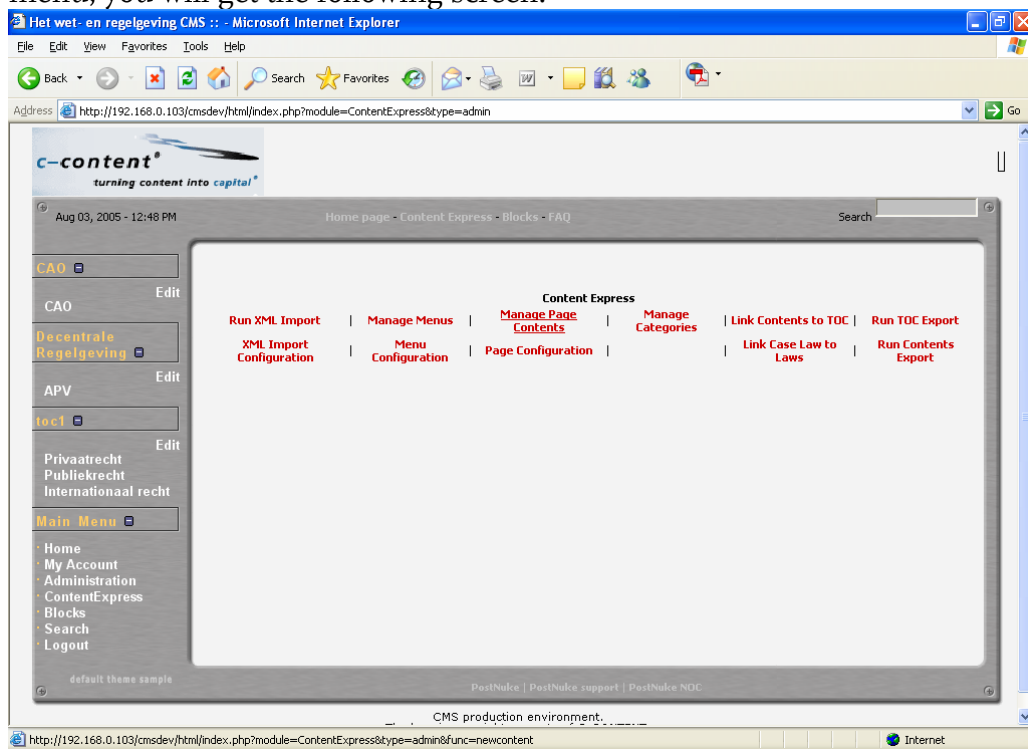 menu, you will get the following screen.
Het wet- en regelgeving CMS :: - Microsoft Internet Explorer
File Edit View Favorites Tools Help
Back Search Favorites
Address http://192.168.0.103/cmsdev/html/index.php?module=ContentExpress&type=admin Go
c-content®
turning content into capital®
Aug 03, 2005 - 12:48 PM Home page - Content Express - Blocks - FAQ Search
CAO
Edit
CAO
Decentrale
Regelgeving
Edit
APV
toc1
Edit
Privaatrecht
Publiekrecht
Internationaal recht
Main Menu
· Home
· My Account
· Administration
· ContentExpress
· Blocks
· Search
· Logout
default theme sample
Content Express
Run XML Import | Manage Menus | Manage Page Contents | Manage Categories | Link Contents to TOC | Run TOC Export
XML Import Configuration | Menu Configuration | Page Configuration | | Link Case Law to Laws | Run Contents Export
PostNuke | PostNuke support | PostNuke NOC
CMS production environment.
http://192.168.0.103/cmsdev/html/index.php?module=ContentExpress&type=admin&func=newcontent Internet